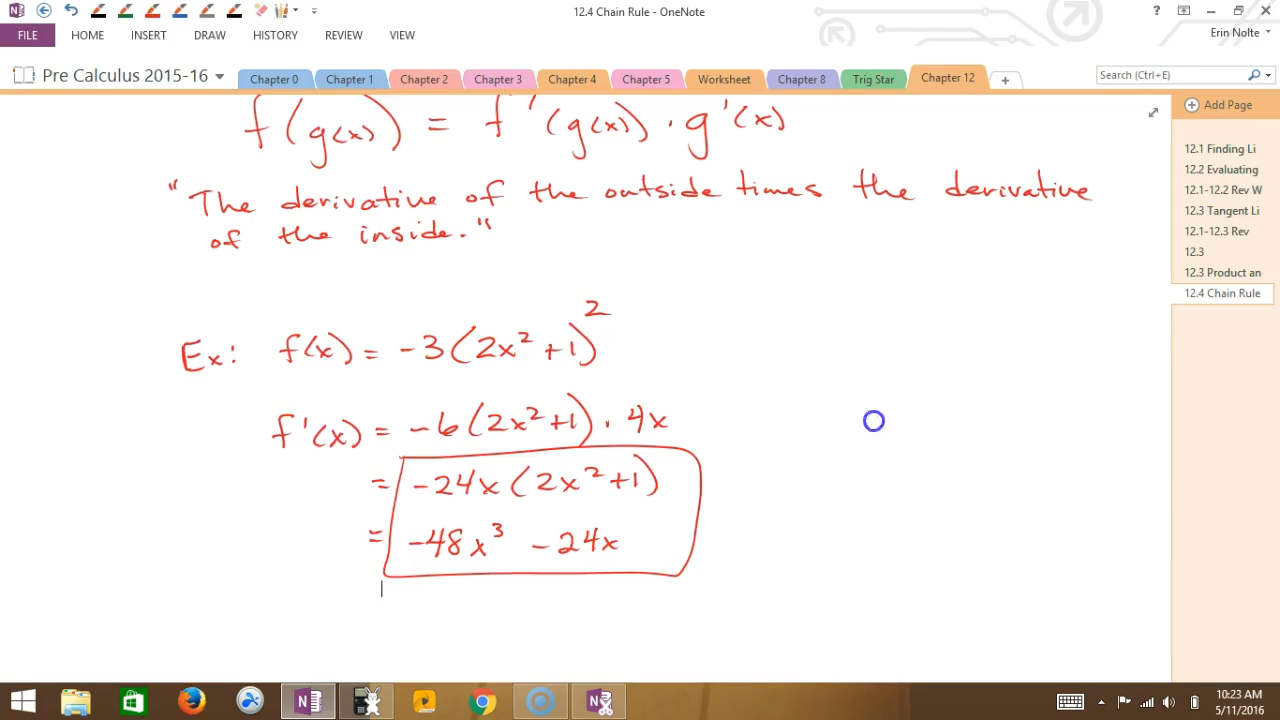 12.4 Chain Rule - OneNote
Erin Nolte
FILE HOME INSERT DRAW HISTORY REVIEW VIEW
Pre Calculus 2015-16
Chapter 0 Chapter 1 Chapter 2 Chapter 3 Chapter 4 Chapter 5 Worksheet Chapter 8 Trig Star Chapter 12
Search (Ctrl+E)
Add Page
12.1 Finding Li
12.2 Evaluating
12.1-12.2 Rev W
12.3 Tangent Li
12.1-12.3 Rev
12.3
12.3 Product an
12.4 Chain Rule
f(g(x)) = f'(g(x)) · g'(x)
"The derivative of the outside times the derivative
of the inside."
Ex: f(x) = -3(2x²+1)²
f'(x) = -6(2x²+1) · 4x
= -24x(2x²+1)
= -48x³ - 24x
10:23 AM
5/11/2016